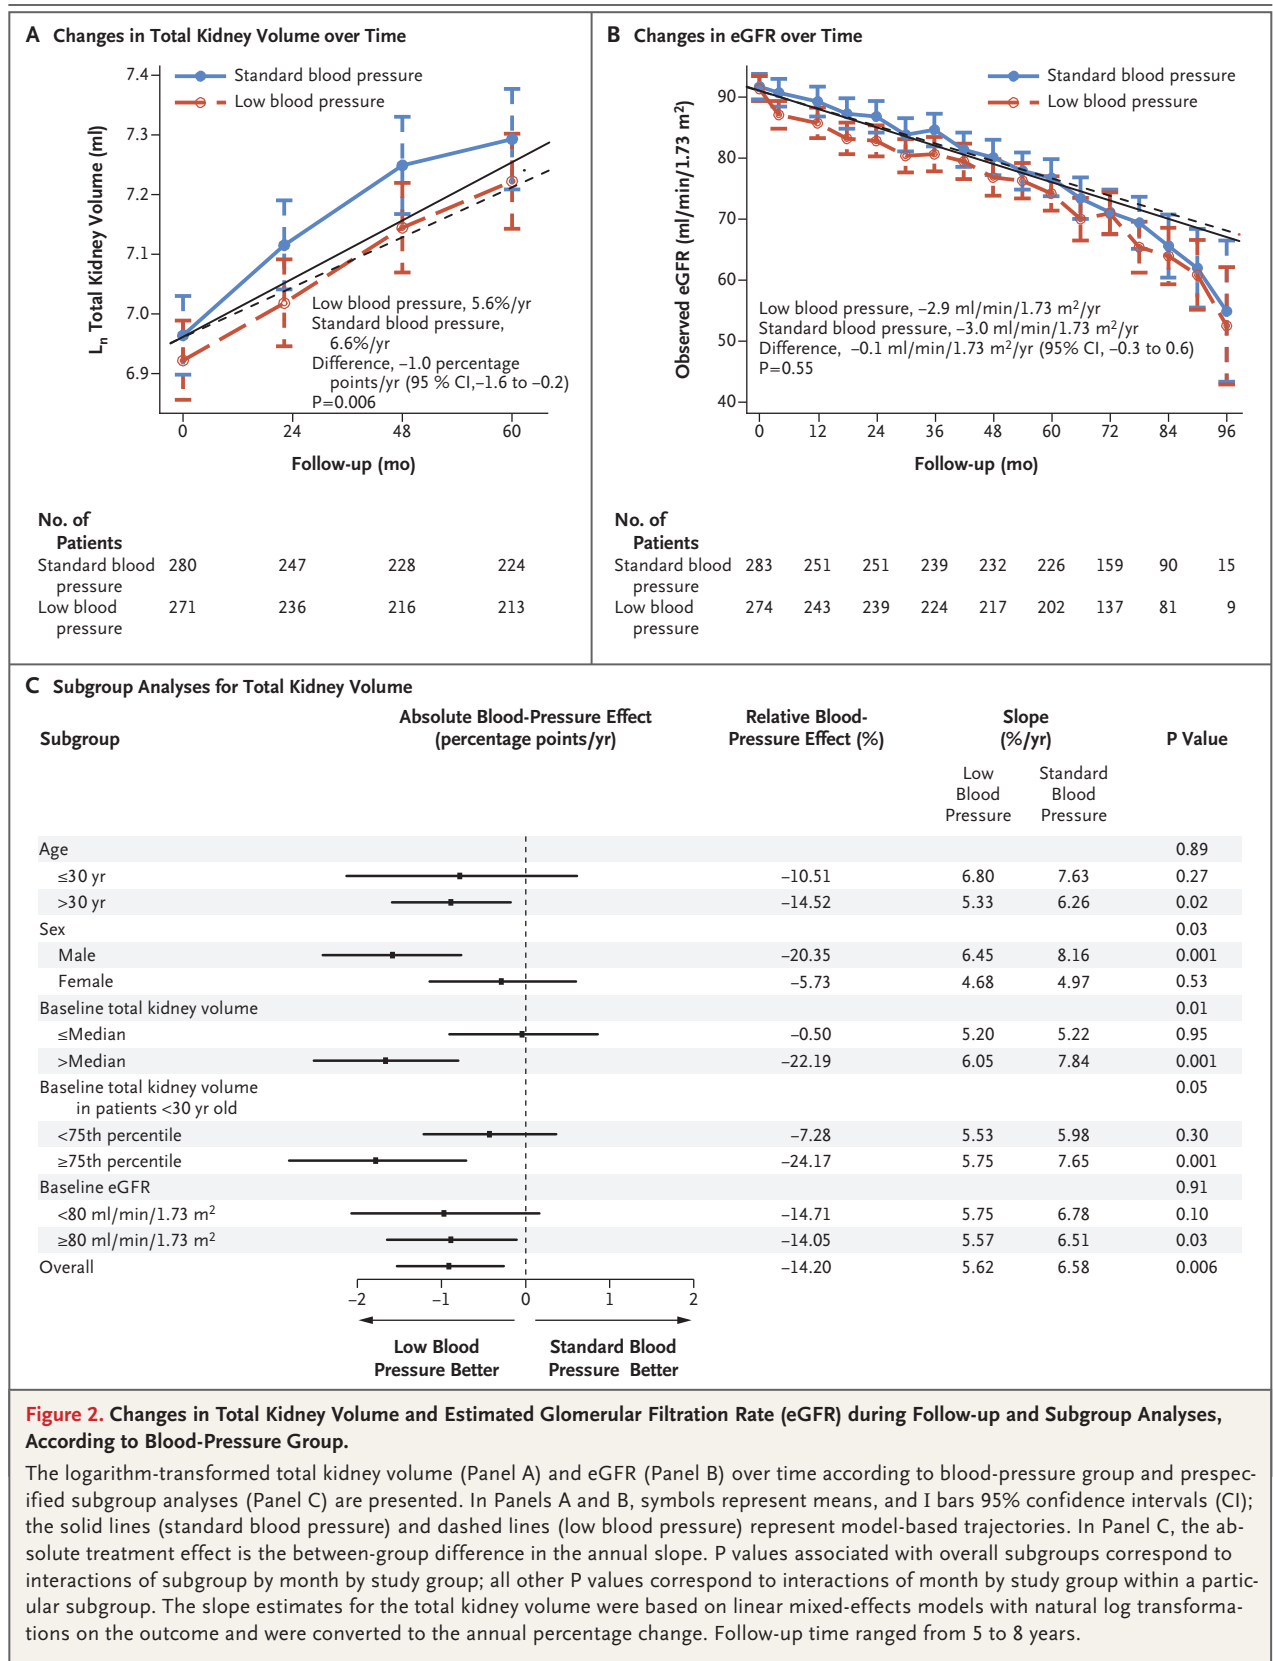 A Changes in Total Kidney Volume over Time
Standard blood pressure
Low blood pressure
Ln Total Kidney Volume (ml)
7.4
7.3
7.2
7.1
7.0
6.9
Low blood pressure, 5.6%/yr
Standard blood pressure,
6.6%/yr
Difference, –1.0 percentage
points/yr (95 % CI,–1.6 to –0.2)
P=0.006
0 24 48 60
Follow-up (mo)
No. of
Patients
Standard blood 280 247 228 224
pressure
Low blood 271 236 216 213
pressure
B Changes in eGFR over Time
Standard blood pressure
Low blood pressure
Observed eGFR (ml/min/1.73 m²)
90
80
70
60
50
40
Low blood pressure, –2.9 ml/min/1.73 m²/yr
Standard blood pressure, –3.0 ml/min/1.73 m²/yr
Difference, –0.1 ml/min/1.73 m²/yr (95% CI, –0.3 to 0.6)
P=0.55
0 12 24 36 48 60 72 84 96
Follow-up (mo)
No. of
Patients
Standard blood 283 251 251 239 232 226 159 90 15
pressure
Low blood 274 243 239 224 217 202 137 81 9
pressure
C Subgroup Analyses for Total Kidney Volume
Absolute Blood-Pressure Effect Relative Blood- Slope
Subgroup (percentage points/yr) Pressure Effect (%) (%/yr) P Value
Low Standard
Blood Blood
Pressure Pressure
Age 0.89
≤30 yr –10.51 6.80 7.63 0.27
>30 yr –14.52 5.33 6.26 0.02
Sex 0.03
Male –20.35 6.45 8.16 0.001
Female –5.73 4.68 4.97 0.53
Baseline total kidney volume 0.01
≤Median –0.50 5.20 5.22 0.95
>Median –22.19 6.05 7.84 0.001
Baseline total kidney volume 0.05
in patients <30 yr old
<75th percentile –7.28 5.53 5.98 0.30
≥75th percentile –24.17 5.75 7.65 0.001
Baseline eGFR 0.91
<80 ml/min/1.73 m² –14.71 5.75 6.78 0.10
≥80 ml/min/1.73 m² –14.05 5.57 6.51 0.03
Overall –14.20 5.62 6.58 0.006
–2 –1 0 1 2
Low Blood Standard Blood
Pressure Better Pressure Better
Figure 2. Changes in Total Kidney Volume and Estimated Glomerular Filtration Rate (eGFR) during Follow-up and Subgroup Analyses,
According to Blood-Pressure Group.
The logarithm-transformed total kidney volume (Panel A) and eGFR (Panel B) over time according to blood-pressure group and prespec-
ified subgroup analyses (Panel C) are presented. In Panels A and B, symbols represent means, and I bars 95% confidence intervals (CI);
the solid lines (standard blood pressure) and dashed lines (low blood pressure) represent model-based trajectories. In Panel C, the ab-
solute treatment effect is the between-group difference in the annual slope. P values associated with overall subgroups correspond to
interactions of subgroup by month by study group; all other P values correspond to interactions of month by study group within a partic-
ular subgroup. The slope estimates for the total kidney volume were based on linear mixed-effects models with natural log transforma-
tions on the outcome and were converted to the annual percentage change. Follow-up time ranged from 5 to 8 years.